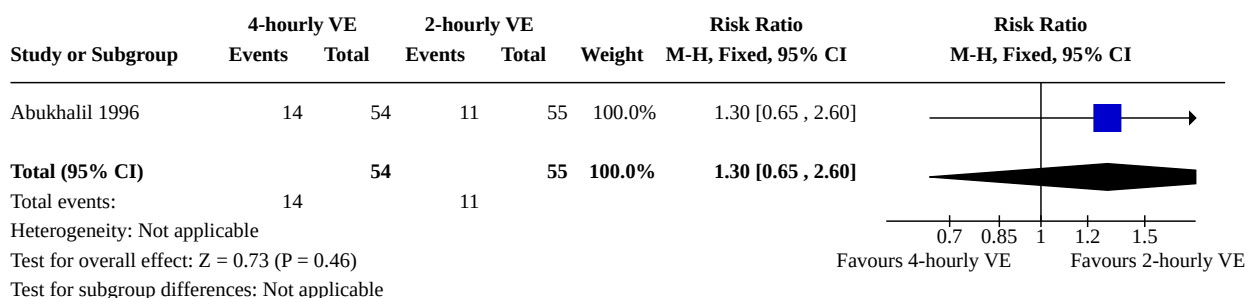 4-hourly VE 2-hourly VE Risk Ratio Risk Ratio
Study or Subgroup Events Total Events Total Weight M-H, Fixed, 95% CI M-H, Fixed, 95% CI
Abukhalil 1996 14 54 11 55 100.0% 1.30 [0.65 , 2.60]
Total (95% CI) 54 55 100.0% 1.30 [0.65 , 2.60]
Total events: 14 11
Heterogeneity: Not applicable
0.7 0.85 1 1.2 1.5
Test for overall effect: Z = 0.73 (P = 0.46) Favours 4-hourly VE Favours 2-hourly VE
Test for subgroup differences: Not applicable